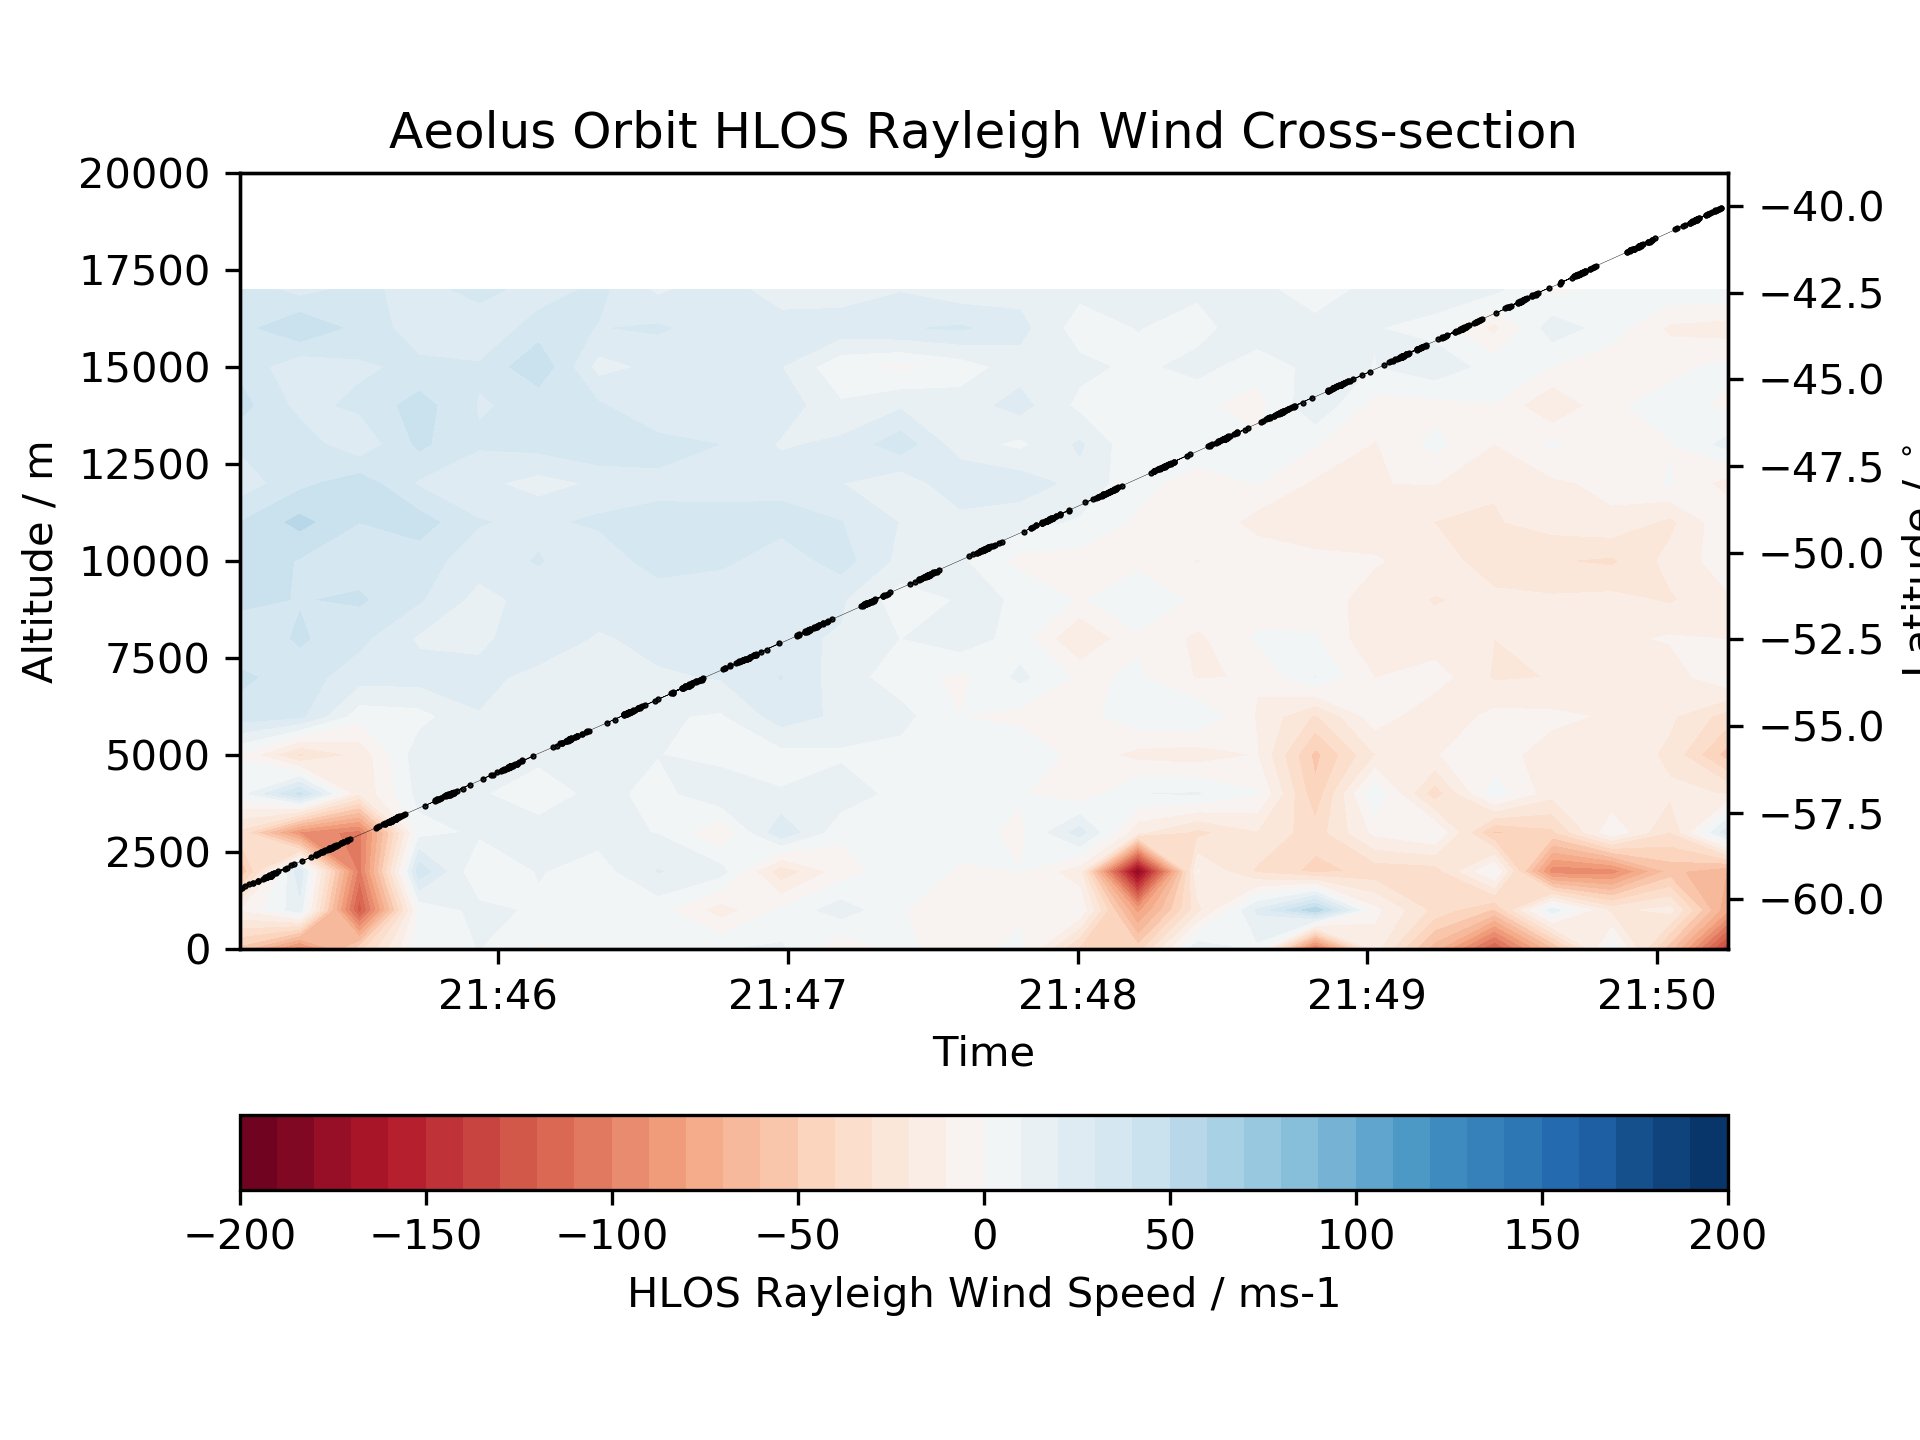 Aeolus Orbit HLOS Rayleigh Wind Cross-section
20000
17500
15000
12500
10000
7500
5000
2500
0
Altitude / m
−40.0
−42.5
−45.0
−47.5
−50.0
−52.5
−55.0
−57.5
−60.0
Latitude / °
21:46 21:47 21:48 21:49 21:50
Time
−200 −150 −100 −50 0 50 100 150 200
HLOS Rayleigh Wind Speed / ms-1